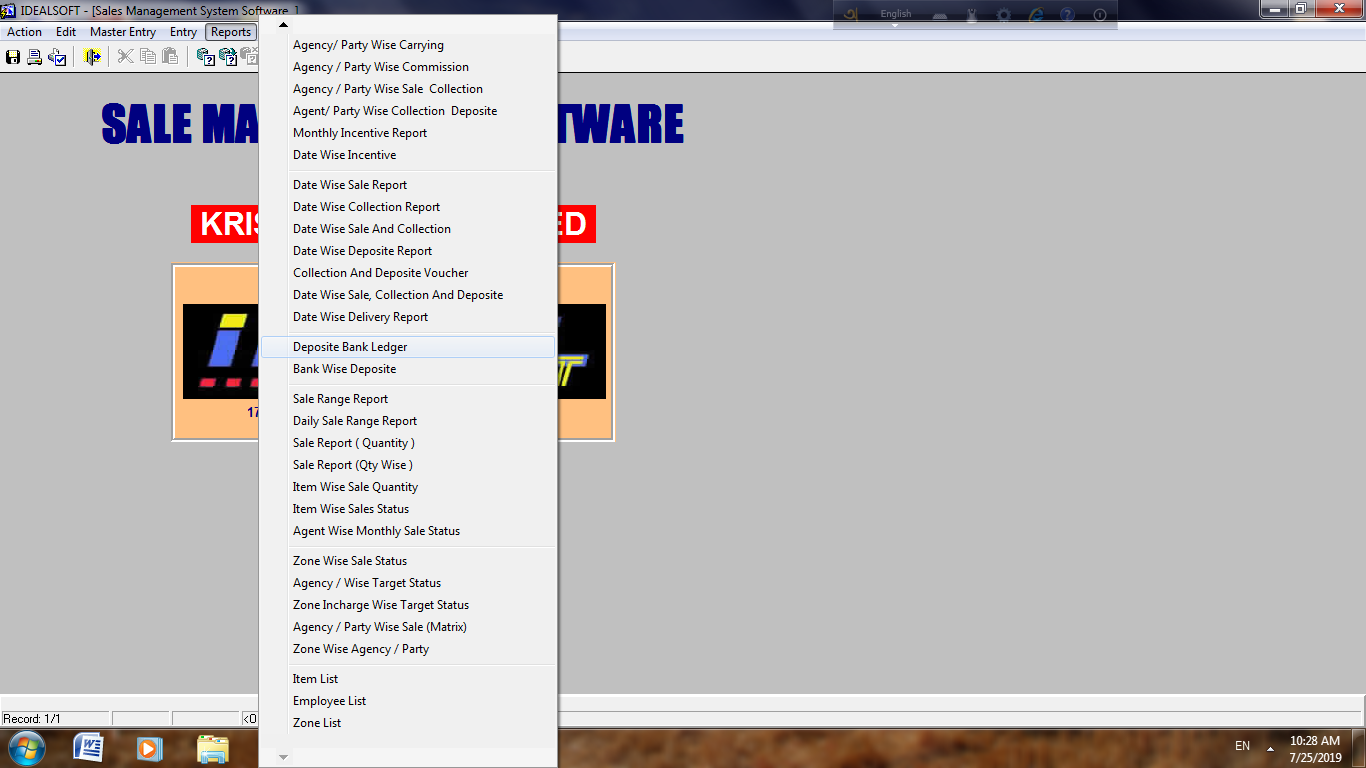 IDEALSOFT - [Sales Management System Software ]
English
Action Edit Master Entry Entry Reports
Agency/ Party Wise Carrying
Agency / Party Wise Commission
Agency / Party Wise Sale  Collection
Agent/ Party Wise Collection  Deposite
Monthly Incentive Report
Date Wise Incentive
Date Wise Sale Report
Date Wise Collection Report
Date Wise Sale And Collection
Date Wise Deposite Report
Collection And Deposite Voucher
Date Wise Sale, Collection And Deposite
Date Wise Delivery Report
Deposite Bank Ledger
Bank Wise Deposite
Sale Range Report
Daily Sale Range Report
Sale Report ( Quantity )
Sale Report (Qty Wise )
Item Wise Sale Quantity
Item Wise Sales Status
Agent Wise Monthly Sale Status
Zone Wise Sale Status
Agency / Wise Target Status
Zone Incharge Wise Target Status
Agency / Party Wise Sale (Matrix)
Zone Wise Agency / Party
Item List
Employee List
Zone List
SALE MA TWARE
KRIS ED
17
Record: 1/1 <O
EN
10:28 AM
7/25/2019